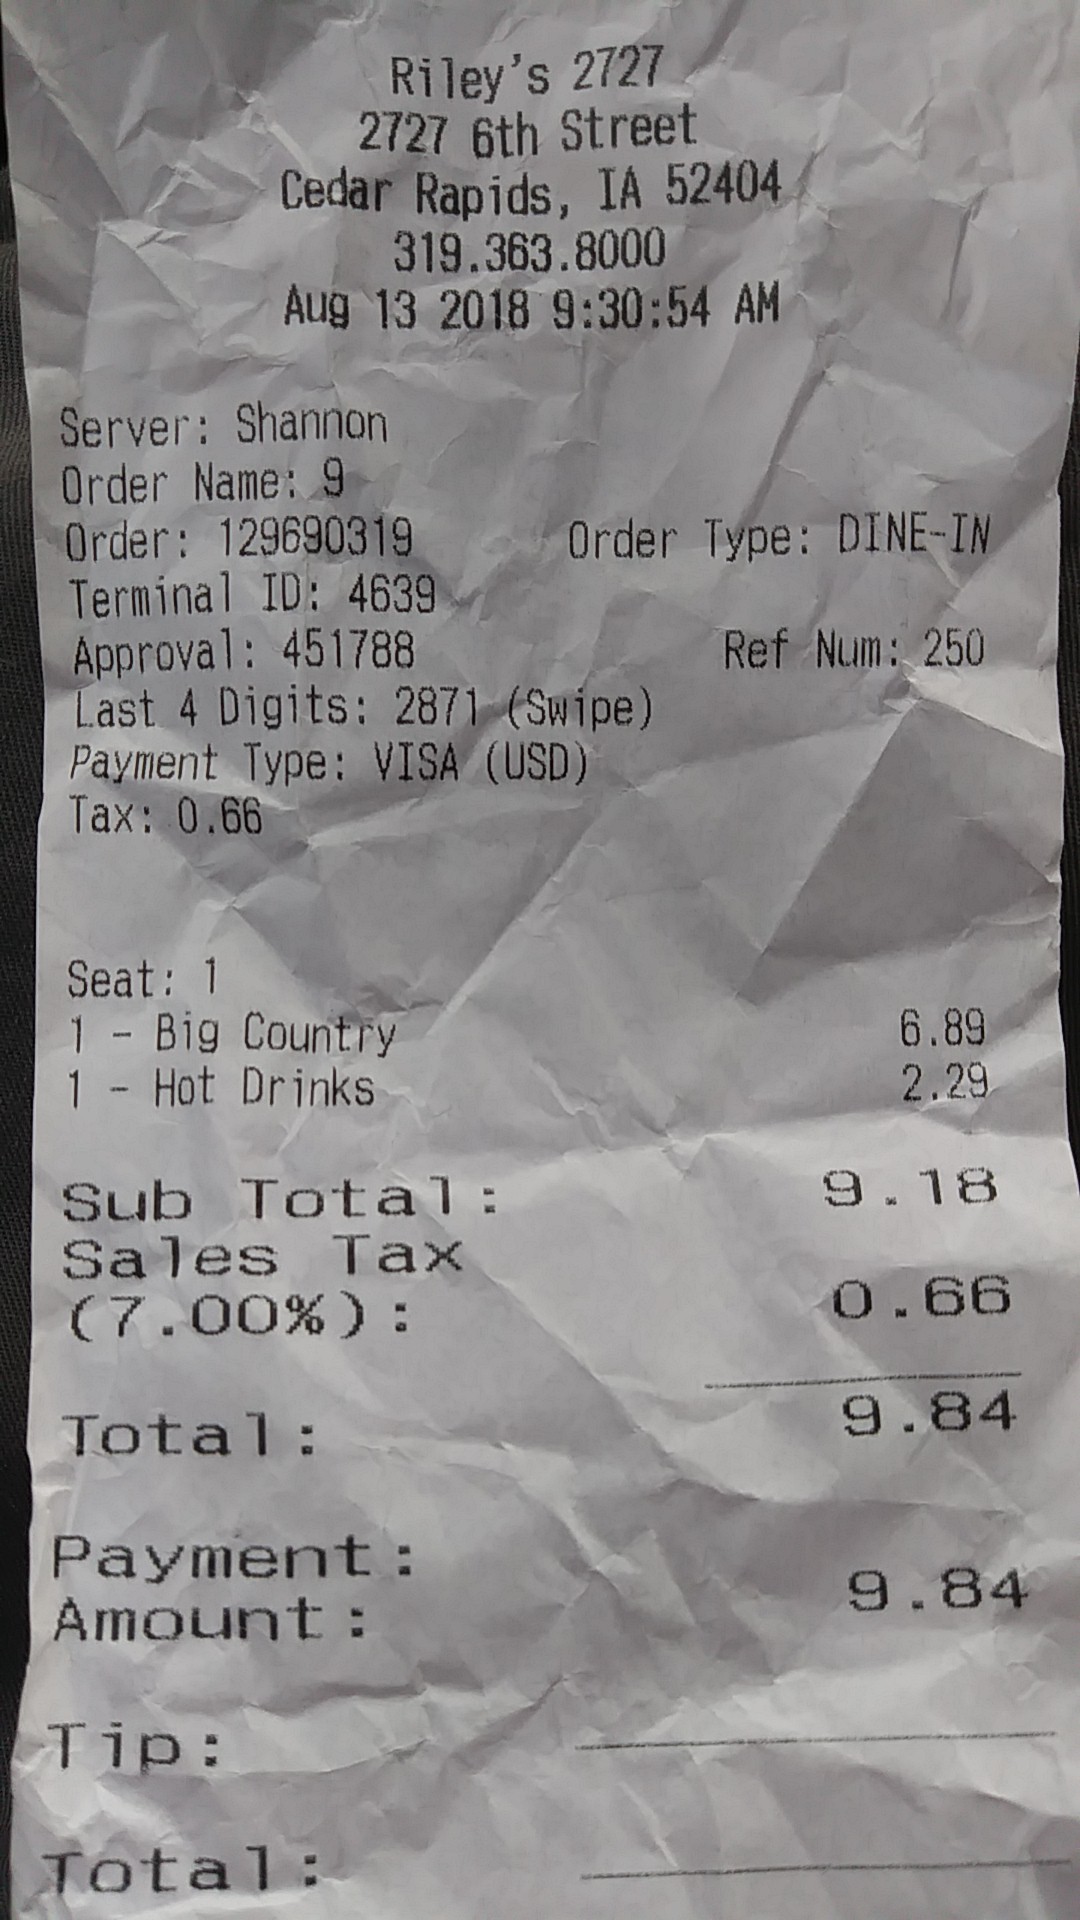 Riley's 2727
2727 6th Street
Cedar Rapids, IA 52404
319.363.8000
Aug 13 2018 9:30:54 AM
Server: Shannon
Order Name: 9
Order: 129690319 Order Type: DINE-IN
Terminal ID: 4639
Approval: 451788 Ref Num: 250
Last 4 Digits: 2871 (Swipe)
Payment Type: VISA (USD)
Tax: 0.66
Seat: 1
1 - Big Country 6.89
1 - Hot Drinks 2.29
Sub Total: 9.18
Sales Tax
(7.00%): 0.66
Total: 9.84
Payment:
Amount: 9.84
Tip:
Total: